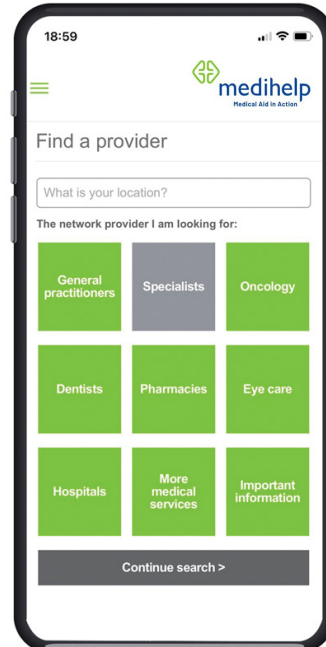 18:59
medihelp
Medical Aid in Action
Find a provider
What is your location?
The network provider I am looking for:
General
practitioners
Specialists
Oncology
Dentists
Pharmacies
Eye care
Hospitals
More
medical
services
Important
information
Continue search >